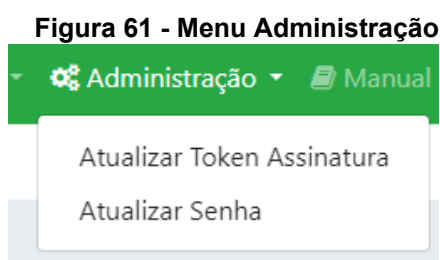 Figura 61 - Menu Administração
Administração Manual
Atualizar Token Assinatura
Atualizar Senha